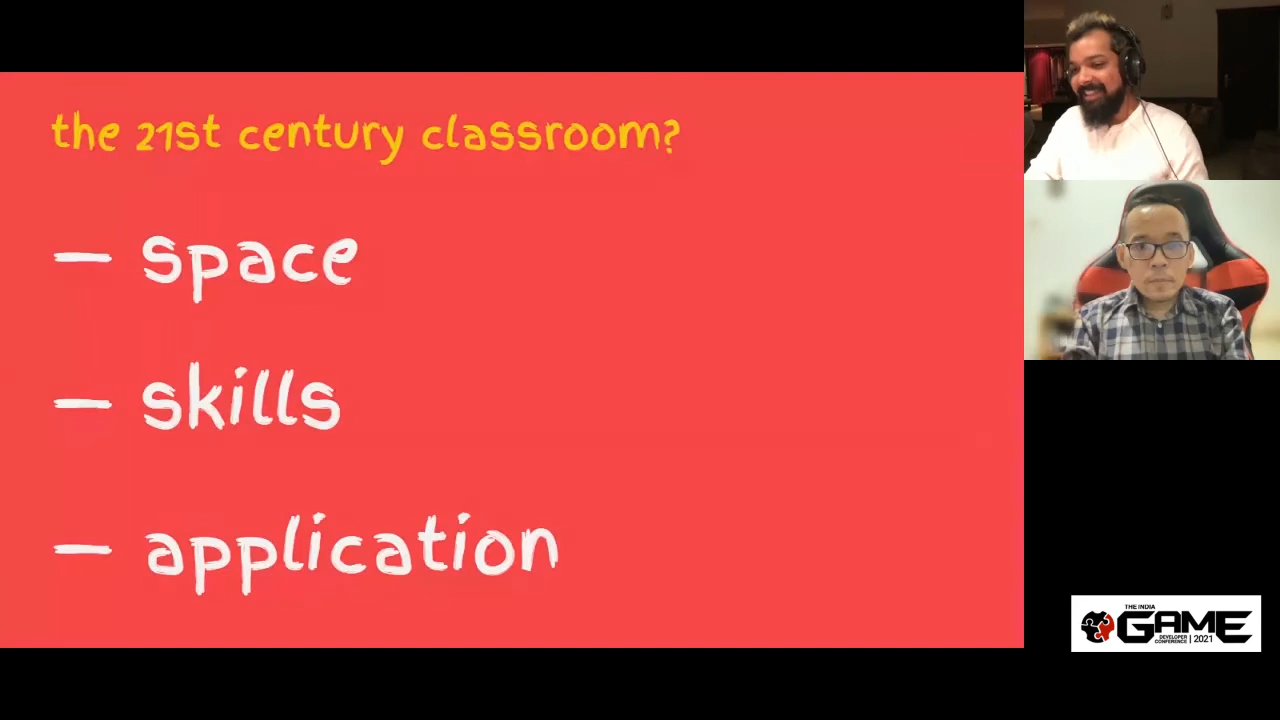 the 21st century classroom?
— space
— skills
— application
THE INDIA
GAME
DEVELOPER
CONFERENCE | 2021